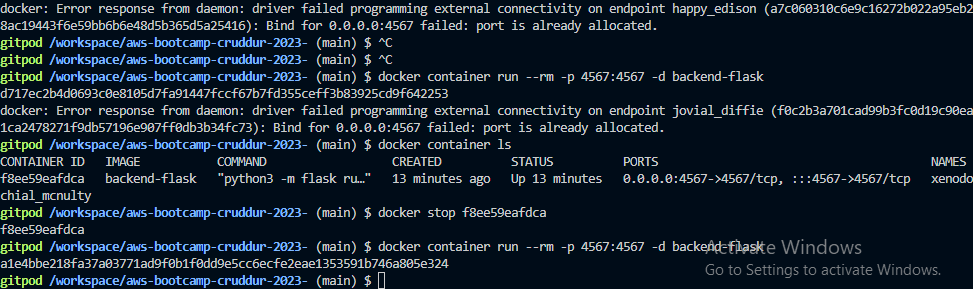 docker: Error response from daemon: driver failed programming external connectivity on endpoint happy_edison (a7c060310c6e9c16272b022a95eb2
8ac19443f6e59bb6b6e48d5b365d5a25416): Bind for 0.0.0.0:4567 failed: port is already allocated.
gitpod /workspace/aws-bootcamp-cruddur-2023- (main) $ ^C
gitpod /workspace/aws-bootcamp-cruddur-2023- (main) $ ^C
gitpod /workspace/aws-bootcamp-cruddur-2023- (main) $ docker container run --rm -p 4567:4567 -d backend-flask
d717ec2b4d0693c0e8105d7fa91447fccf67b7fd355ceff3b83925cd9f642253
docker: Error response from daemon: driver failed programming external connectivity on endpoint jovial_diffie (f0c2b3a701cad99b3fc0d19c90ea
1ca2478271f9db57196e907ff0db3b34fc73): Bind for 0.0.0.0:4567 failed: port is already allocated.
gitpod /workspace/aws-bootcamp-cruddur-2023- (main) $ docker container ls
CONTAINER ID IMAGE COMMAND CREATED STATUS PORTS NAMES
f8ee59eafdca backend-flask "python3 -m flask ru…" 13 minutes ago Up 13 minutes 0.0.0.0:4567->4567/tcp, :::4567->4567/tcp xenodo
chial_mcnulty
gitpod /workspace/aws-bootcamp-cruddur-2023- (main) $ docker stop f8ee59eafdca
f8ee59eafdca
gitpod /workspace/aws-bootcamp-cruddur-2023- (main) $ docker container run --rm -p 4567:4567 -d backend-flask
a1e4bbe218fa37a03771ad9f0b1f0dd9e5cc6ecfe2eae1353591b746a805e324
gitpod /workspace/aws-bootcamp-cruddur-2023- (main) $
Activate Windows
Go to Settings to activate Windows.